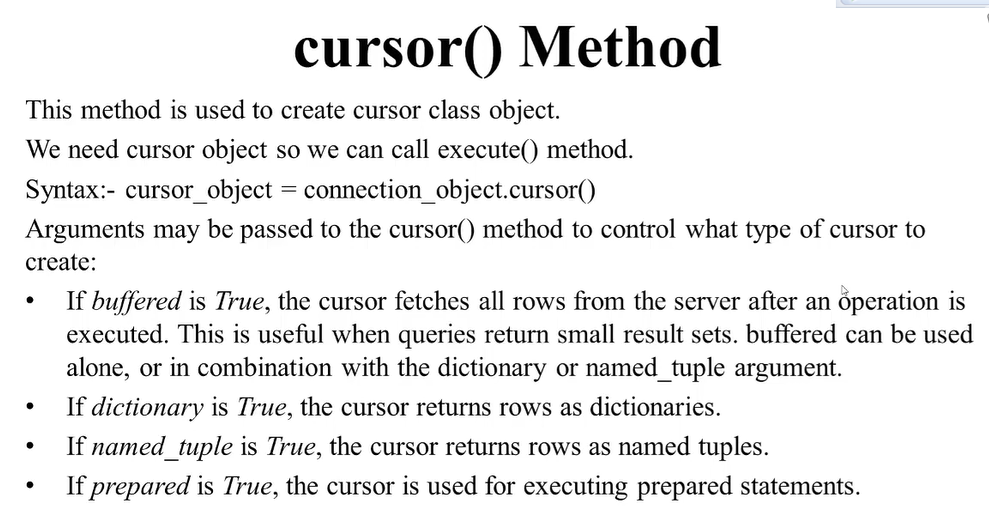 cursor() Method
This method is used to create cursor class object.
We need cursor object so we can call execute() method.
Syntax:- cursor_object = connection_object.cursor()
Arguments may be passed to the cursor() method to control what type of cursor to
create:
• If buffered is True, the cursor fetches all rows from the server after an operation is
executed. This is useful when queries return small result sets. buffered can be used
alone, or in combination with the dictionary or named_tuple argument.
• If dictionary is True, the cursor returns rows as dictionaries.
• If named_tuple is True, the cursor returns rows as named tuples.
• If prepared is True, the cursor is used for executing prepared statements.